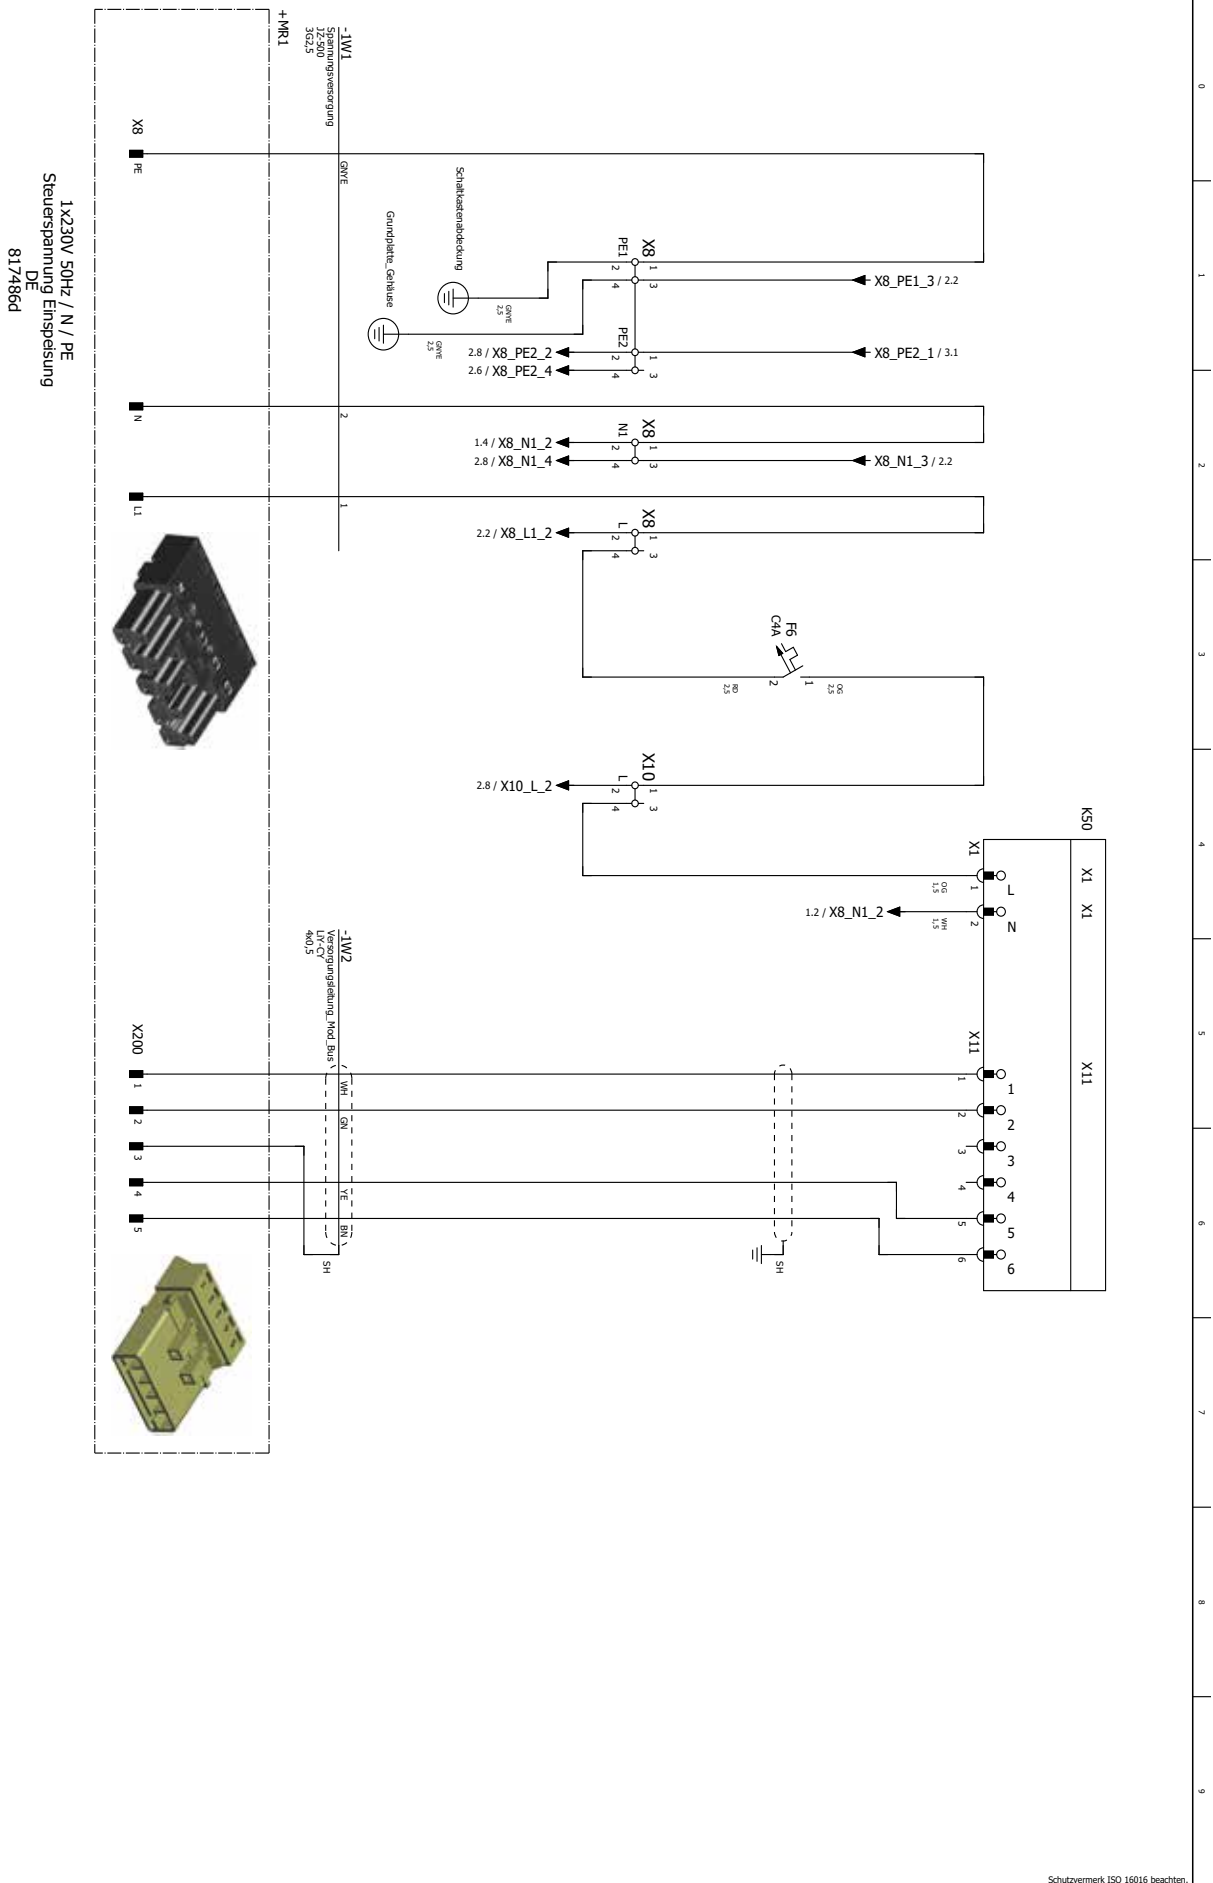 0
1
2
3
4
5
6
7
8
9
K50
X1
X1
X11
X1
1
L
2
N
X11
1
1
2
2
3
3
4
4
5
5
6
6
OG
1,5
WH
1,5
1.2 / X8_N1_2
X8_PE1_3 / 2.2
X8_PE2_1 / 3.1
X8_N1_3 / 2.2
F6
C4A
1
2
OG
2,5
RD
2,5
SH
X8
PE1
1
2
3
4
PE2
1
2
3
4
X8
N1
1
2
3
4
X8
L
1
2
3
4
X10
L
1
2
3
4
2.8 / X8_PE2_2
2.6 / X8_PE2_4
1.4 / X8_N1_2
2.8 / X8_N1_4
2.2 / X8_L1_2
2.8 / X10_L_2
Schaltkastenabdeckung
GNYE
2,5
Grundplatte_Gehäuse
GNYE
2,5
-1W1
Spannungsversorgung
JZ-500
3G2,5
GNYE
2
1
-1W2
Versorgungsleitung_Mod_Bus
LiY-CY
4x0,5
WH
GN
YE
BN
SH
+MR1
X8
PE
N
L1
X200
1
2
3
4
5
1x230V 50Hz / N / PE
Steuerspannung Einspeisung
DE
817486d
Schutzvermerk ISO 16016 beachten.